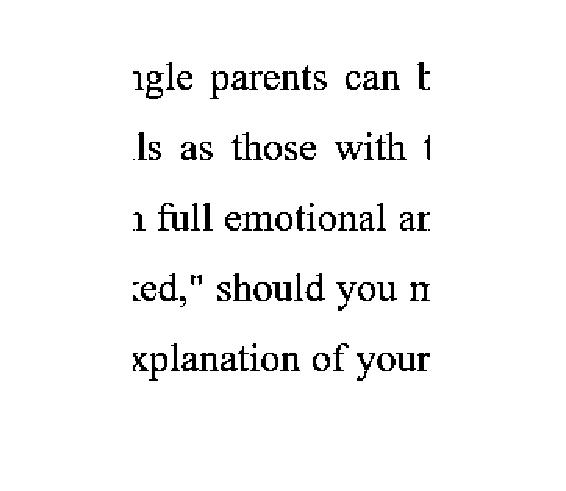 ngle parents can b
ls as those with t
n full emotional an
ked," should you m
xplanation of your